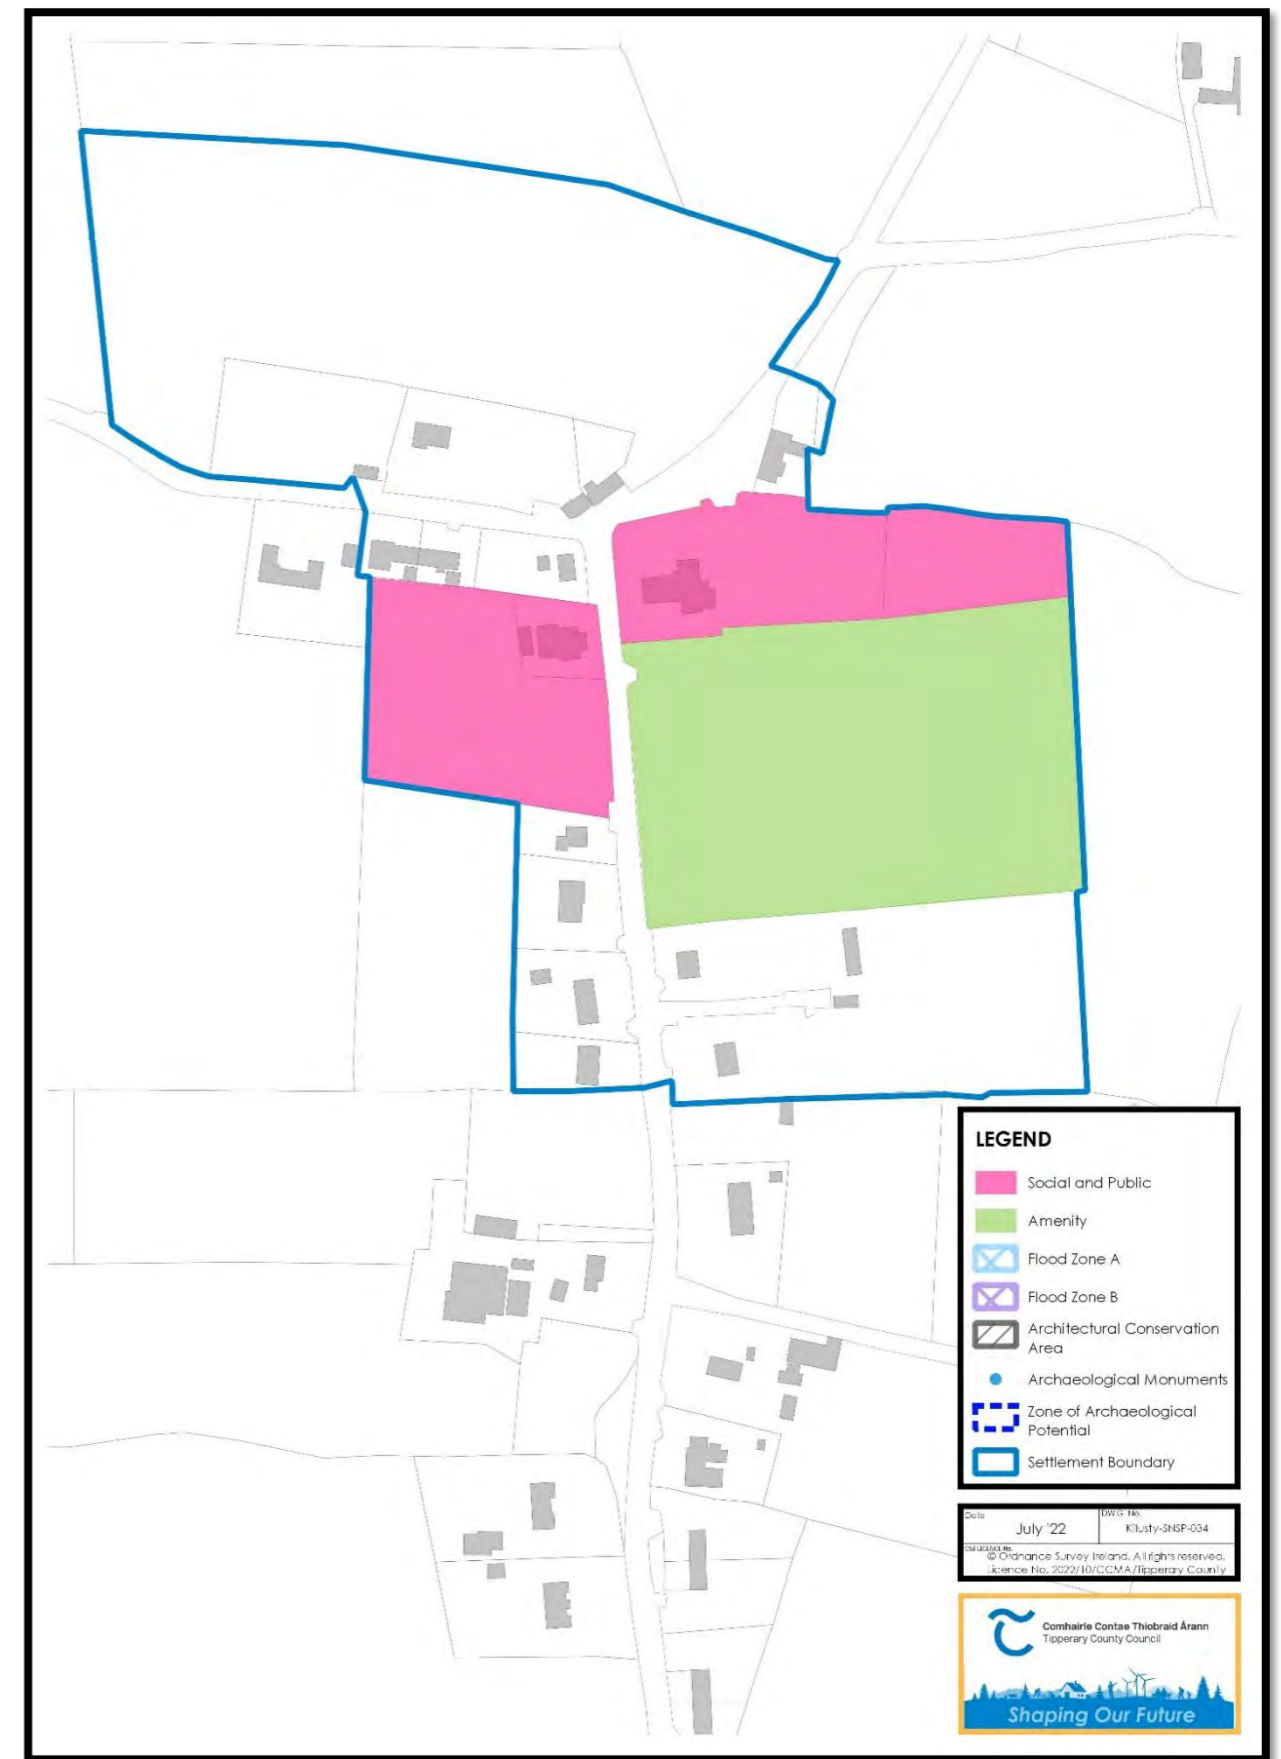 LEGEND
Social and Public
Amenity
Flood Zone A
Flood Zone B
Architectural Conservation
Area
Archaeological Monuments
Zone of Archaeological
Potential
Settlement Boundary
Date
July '22
DWG No.
Killusty-SNSP-034
© Ordnance Survey Ireland. All rights reserved.
Licence No. 2022/10/CCMA/Tipperary County
Comhairle Contae Thiobraid Árann
Tipperary County Council
Shaping Our Future